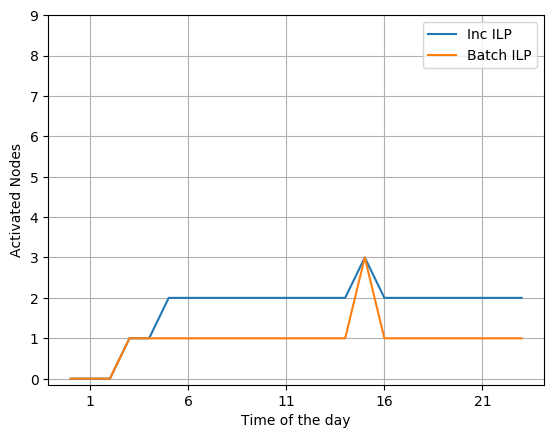 9
8
7
6
5
4
3
2
1
0
Activated Nodes
Inc ILP
Batch ILP
1 6 11 16 21
Time of the day